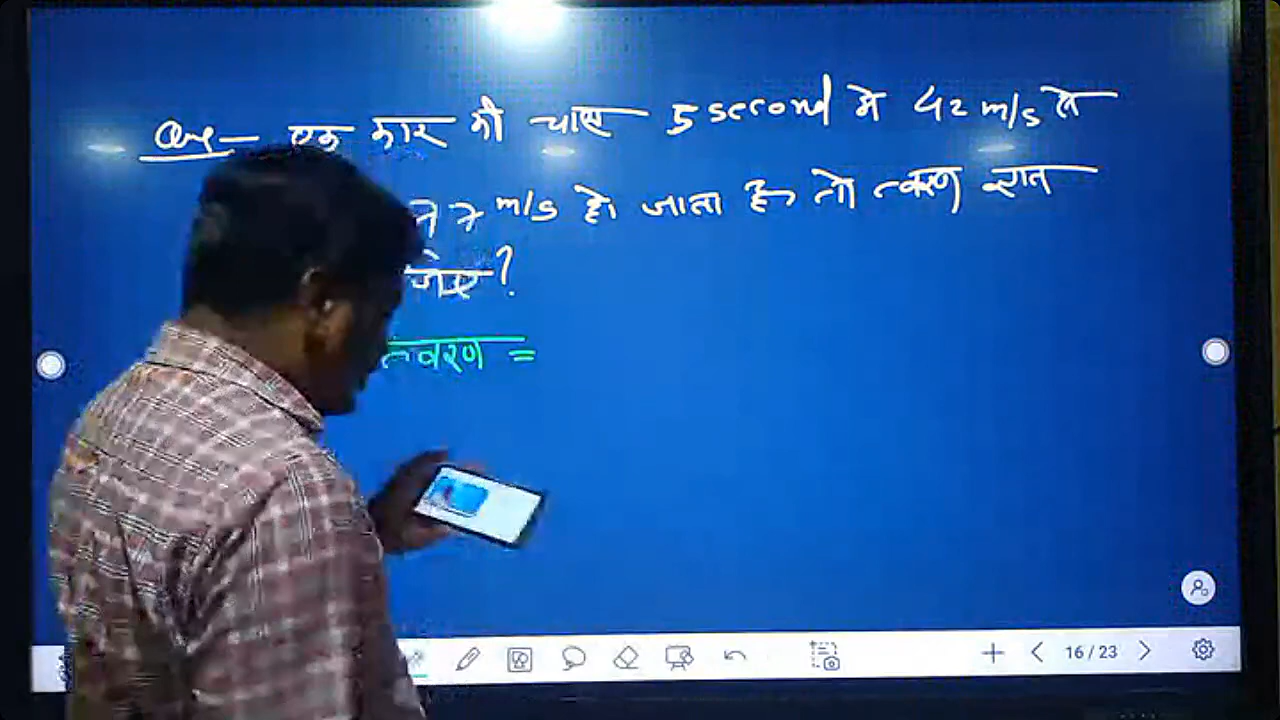 Que- एक कार की चाल 5 second मे 42 m/s से
7 m/s हो जाता है तो त्वरण ज्ञात
?
त्वरण =
16 / 23